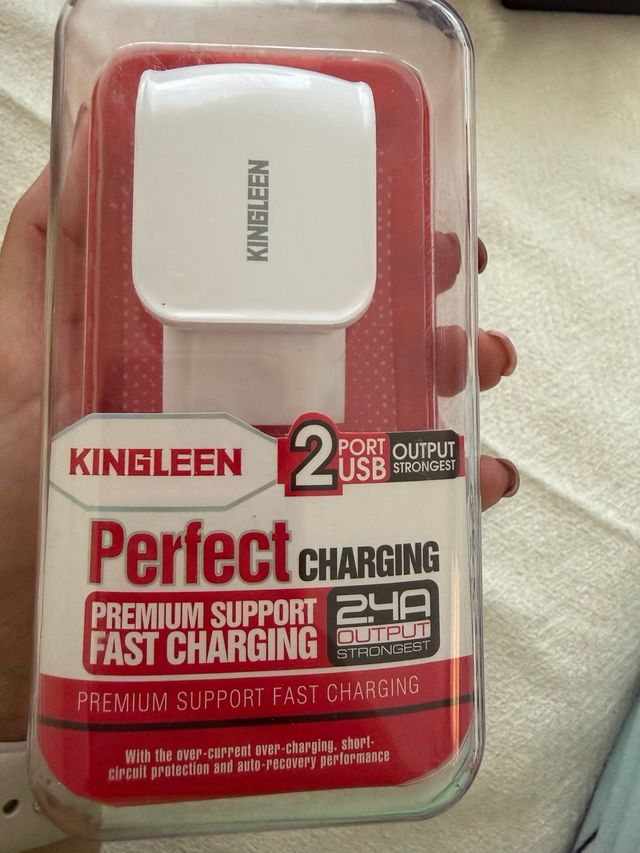 KINGLEEN
KINGLEEN
2 PORT USB
OUTPUT STRONGEST
Perfect CHARGING
PREMIUM SUPPORT
FAST CHARGING
2.4A
OUTPUT
STRONGEST
PREMIUM SUPPORT FAST CHARGING
With the over-current over-charging, short-
circuit protection and auto-recovery performance